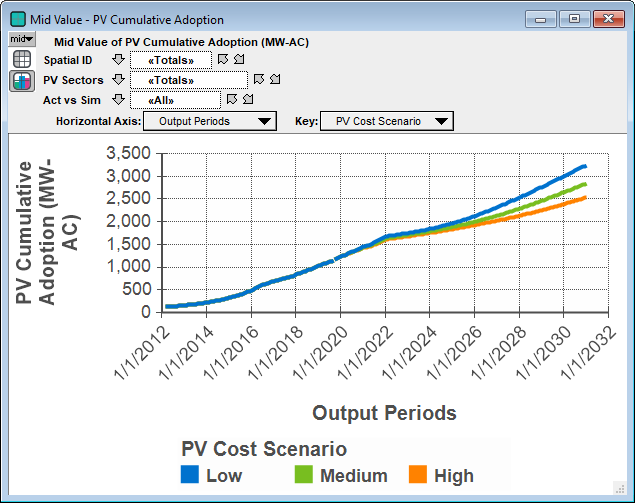 Mid Value - PV Cumulative Adoption
mid
Mid Value of PV Cumulative Adoption (MW-AC)
Spatial ID «Totals»
PV Sectors «Totals»
Act vs Sim «All»
Horizontal Axis: Output Periods Key: PV Cost Scenario
PV Cumulative
Adoption (MW-
AC)
3,500
3,000
2,500
2,000
1,500
1,000
500
0
1/1/2012 1/1/2014 1/1/2016 1/1/2018 1/1/2020 1/1/2022 1/1/2024 1/1/2026 1/1/2028 1/1/2030 1/1/2032
Output Periods
PV Cost Scenario
Low Medium High